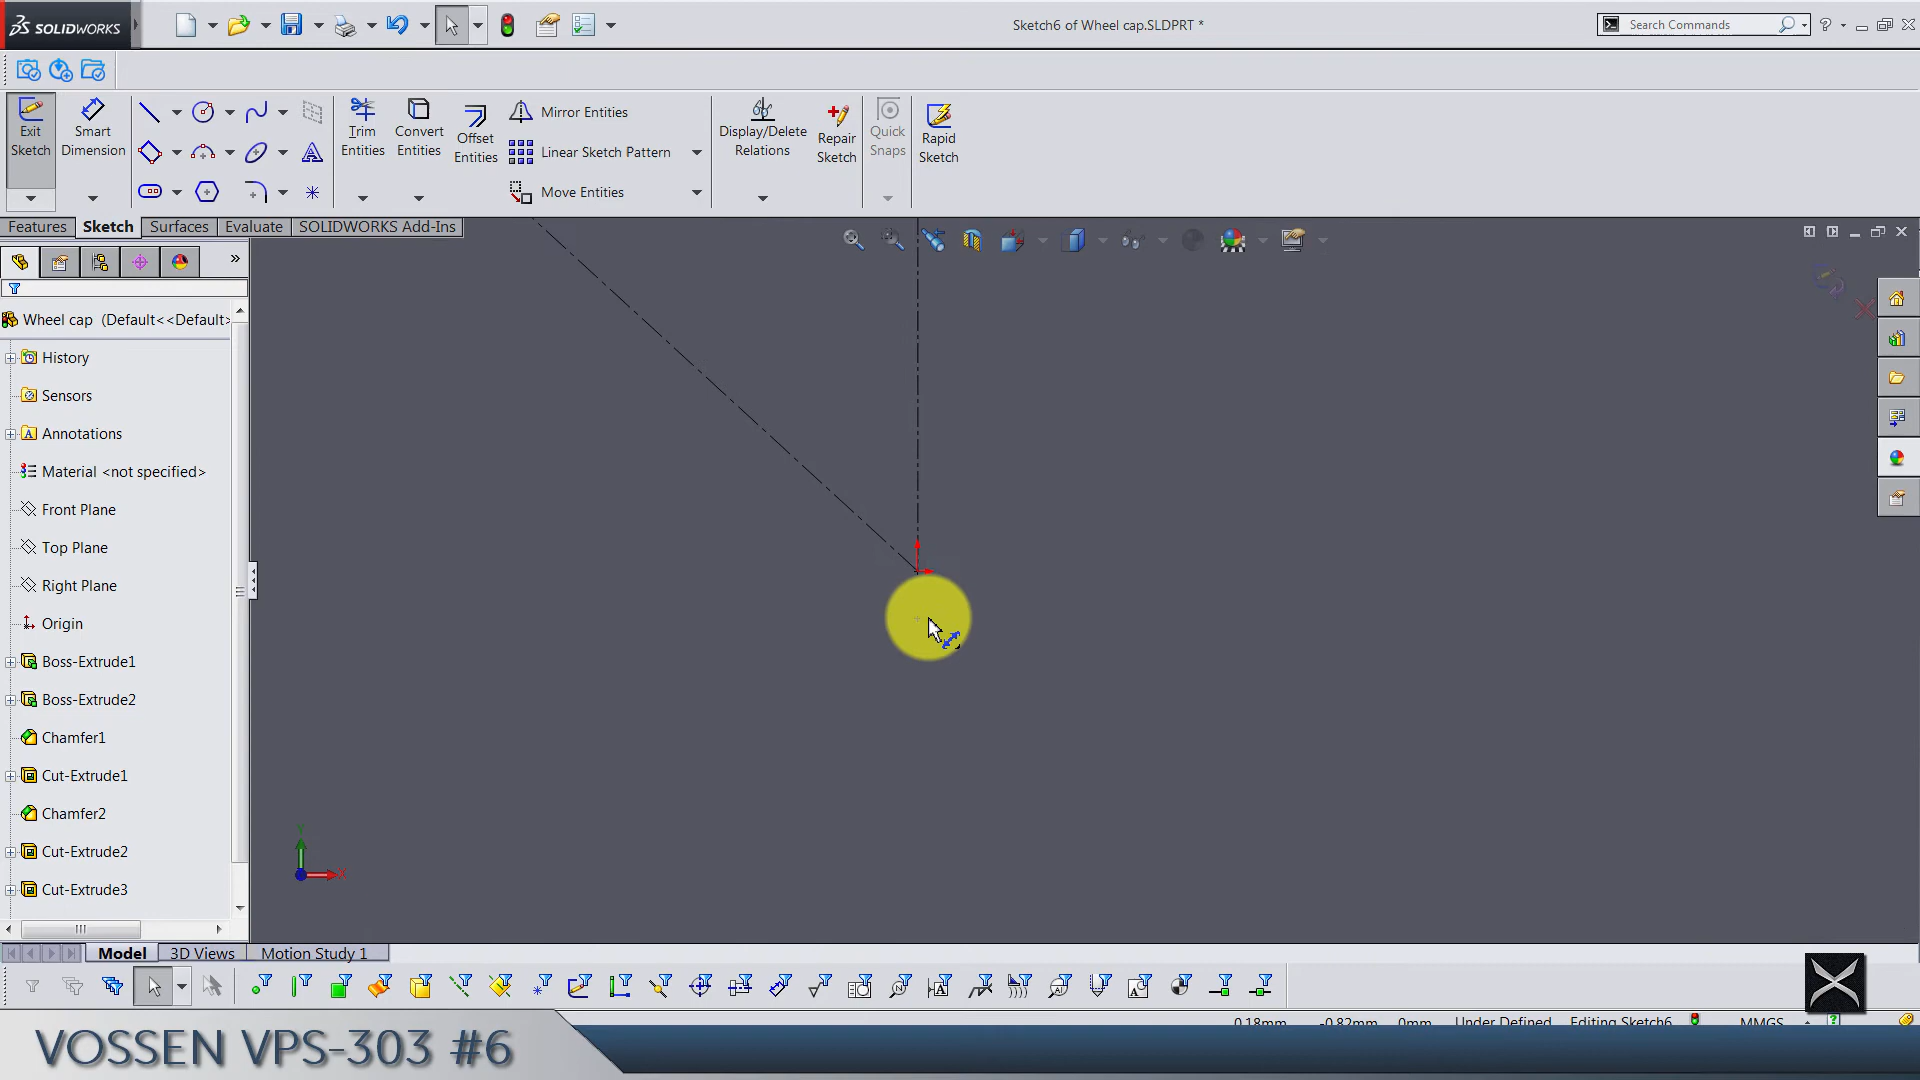 SOLIDWORKS
Sketch6 of Wheel cap.SLDPRT *
Search Commands
?
Exit Sketch
Smart Dimension
Trim Entities
Convert Entities
Offset Entities
Mirror Entities
Linear Sketch Pattern
Move Entities
Display/Delete Relations
Repair Sketch
Quick Snaps
Rapid Sketch
Features
Sketch
Surfaces
Evaluate
SOLIDWORKS Add-Ins
Wheel cap (Default<<Default>
History
Sensors
Annotations
Material <not specified>
Front Plane
Top Plane
Right Plane
Origin
Boss-Extrude1
Boss-Extrude2
Chamfer1
Cut-Extrude1
Chamfer2
Cut-Extrude2
Cut-Extrude3
Y
X
Model
3D Views
Motion Study 1
0.18mm
-0.82mm
0mm
Under Defined
Editing Sketch6
MMGS
VOSSEN VPS-303 #6